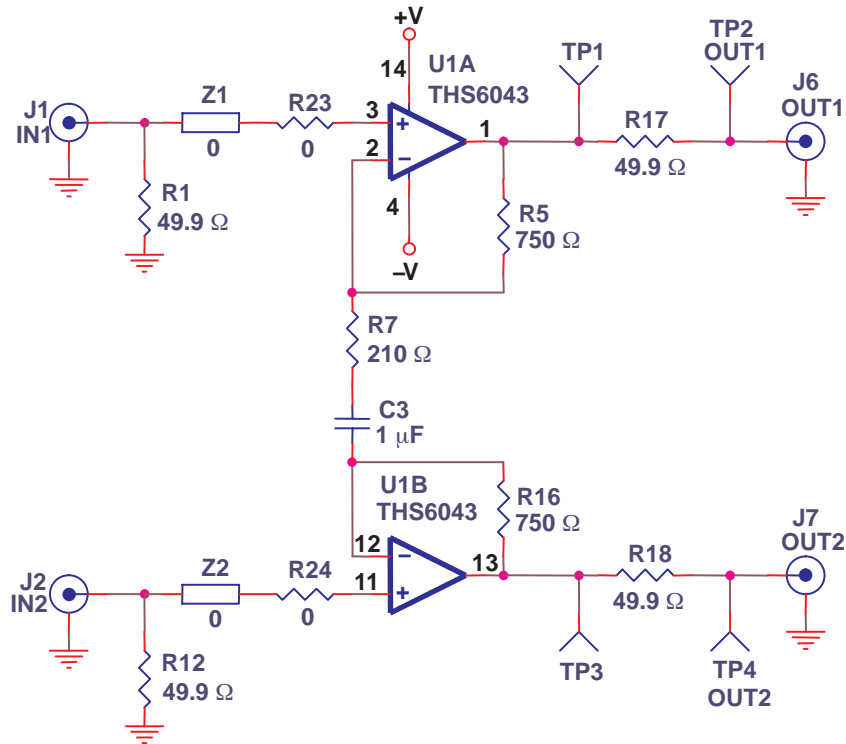 +V
14
U1A
THS6043
TP1
TP2
OUT1
J1
IN1
Z1
0
R23
0
3
+
2
−
1
R17
49.9 Ω
J6
OUT1
R1
49.9 Ω
4
–V
R5
750 Ω
R7
210 Ω
C3
1 μF
U1B
THS6043
R16
750 Ω
12
−
11
+
13
J2
IN2
Z2
0
R24
0
R18
49.9 Ω
J7
OUT2
R12
49.9 Ω
TP3
TP4
OUT2